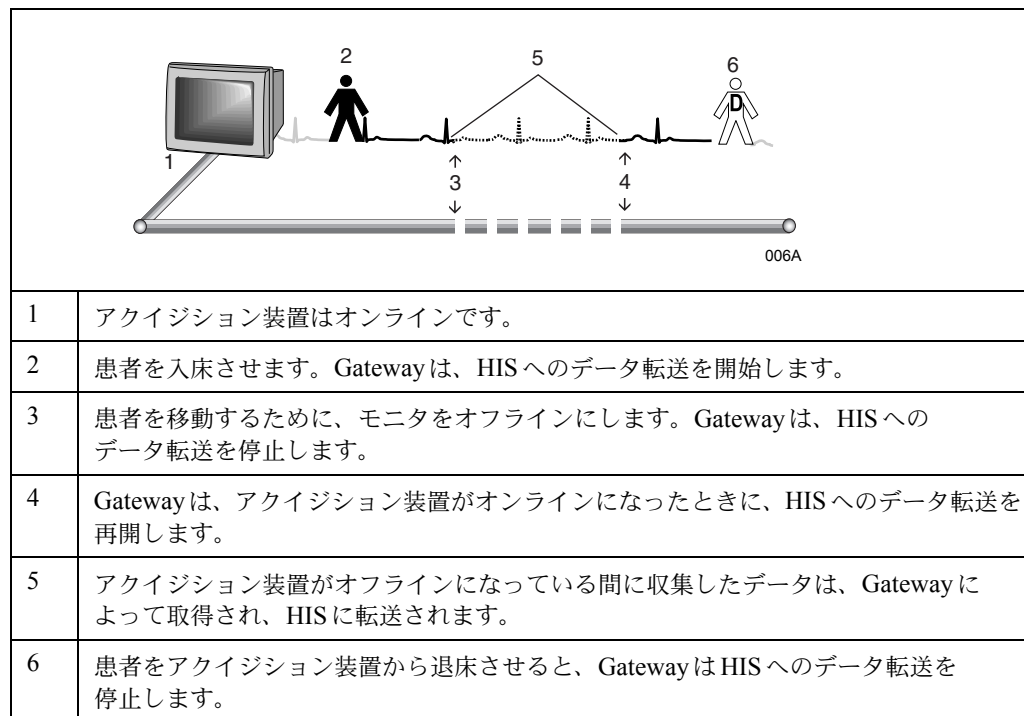 2
5
6
D
1
3
4
006A
1 アクイジション装置はオンラインです。
2 患者を入床させます。Gatewayは、HISへのデータ転送を開始します。
3 患者を移動するために、モニタをオフラインにします。Gatewayは、HISへの
データ転送を停止します。
4 Gatewayは、アクイジション装置がオンラインになったときに、HISへのデータ転送を
再開します。
5 アクイジション装置がオフラインになっている間に収集したデータは、Gatewayに
よって取得され、HISに転送されます。
6 患者をアクイジション装置から退床させると、GatewayはHISへのデータ転送を
停止します。